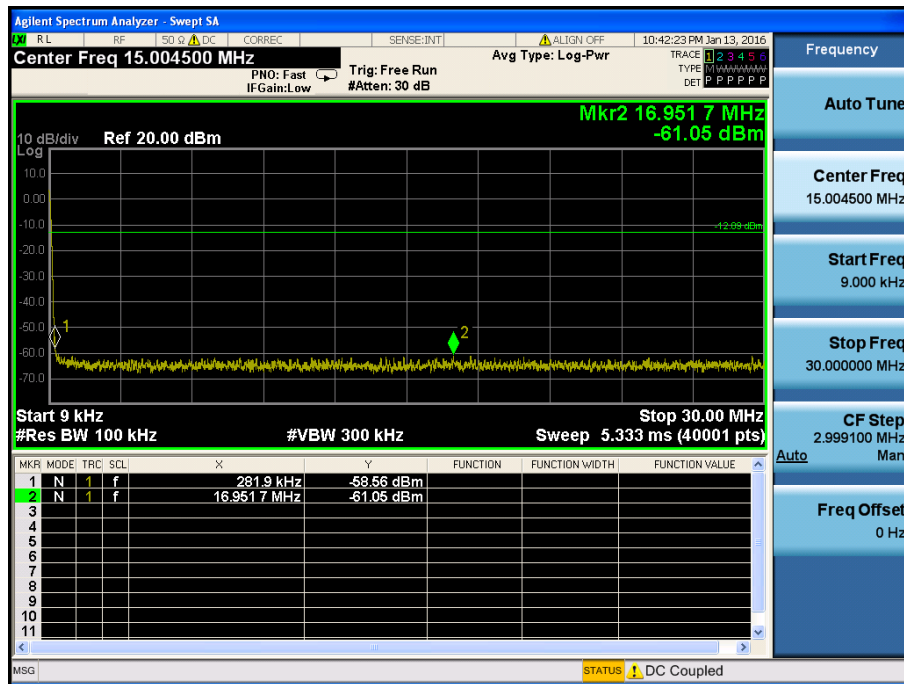 Agilent Spectrum Analyzer - Swept SA
LXI RL RF 50 Ω DC CORREC SENSE:INT ALIGN OFF 10:42:23 PM Jan 13, 2016
Center Freq 15.004500 MHz
PNO: Fast
IFGain:Low
Trig: Free Run
#Atten: 30 dB
Avg Type: Log-Pwr
TRACE 1 2 3 4 5 6
TYPE MWWWWW
DET P P P P P P
Mkr2 16.951 7 MHz
-61.05 dBm
10 dB/div Ref 20.00 dBm
Log
10.0
0.00
-10.0
-12.09 dBm
-20.0
-30.0
-40.0
-50.0
-60.0
-70.0
1
2
Start 9 kHz Stop 30.00 MHz
#Res BW 100 kHz #VBW 300 kHz Sweep 5.333 ms (40001 pts)
MKR MODE TRC SCL X Y FUNCTION FUNCTION WIDTH FUNCTION VALUE
1 N 1 f 281.9 kHz -58.56 dBm
2 N 1 f 16.951 7 MHz -61.05 dBm
3
4
5
6
7
8
9
10
11
MSG STATUS DC Coupled
Frequency
Auto Tune
Center Freq
15.004500 MHz
Start Freq
9.000 kHz
Stop Freq
30.000000 MHz
CF Step
2.999100 MHz
Auto Man
Freq Offset
0 Hz